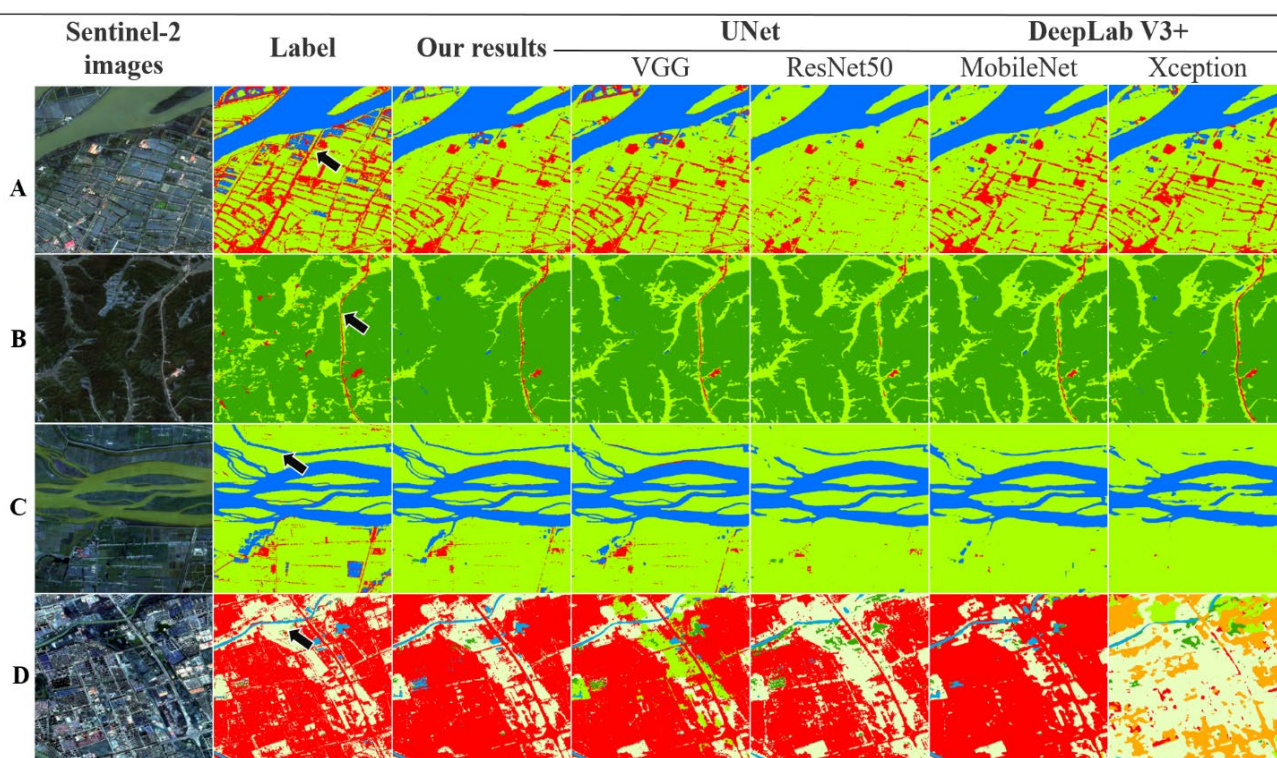 Sentinel-2 images
Label
Our results
UNet
DeepLab V3+
VGG
ResNet50
MobileNet
Xception
A
B
C
D